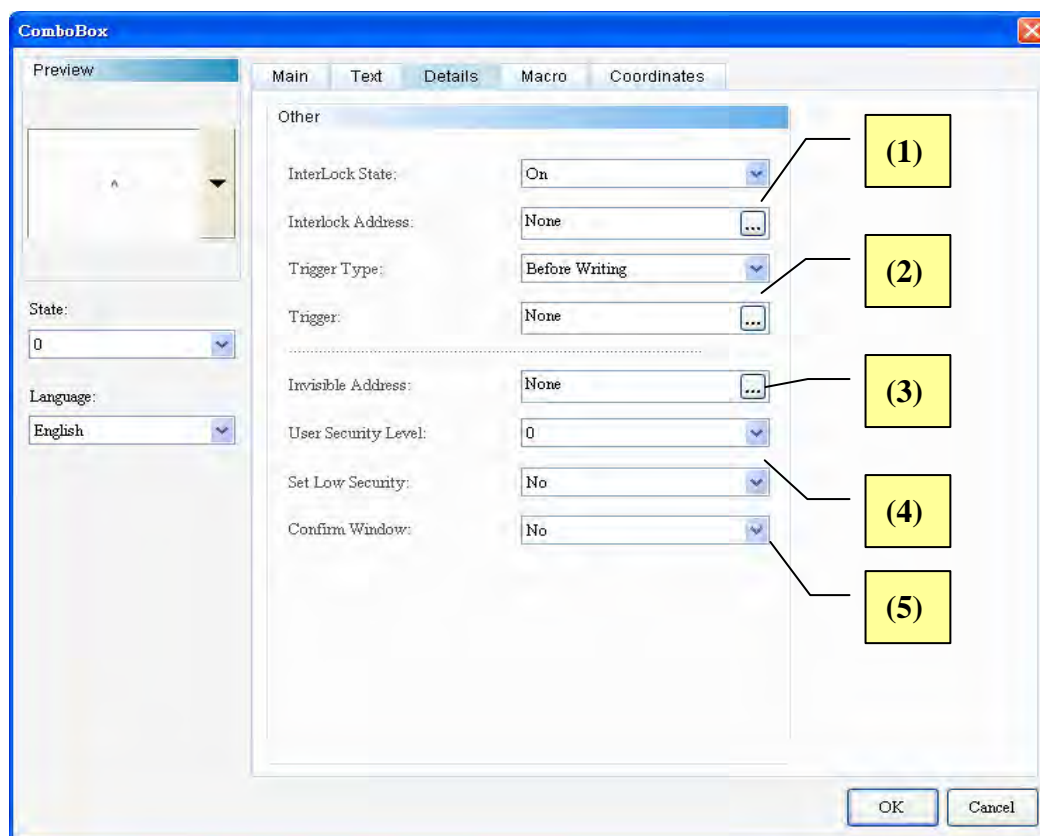 ComboBox
Preview
^
State:
0
Language:
English
Main Text Details Macro Coordinates
Other
InterLock State: On
Interlock Address: None ...
Trigger Type: Before Writing
Trigger: None ...
Invisible Address: None ...
User Security Level: 0
Set Low Security: No
Confirm Window: No
(1)
(2)
(3)
(4)
(5)
OK Cancel